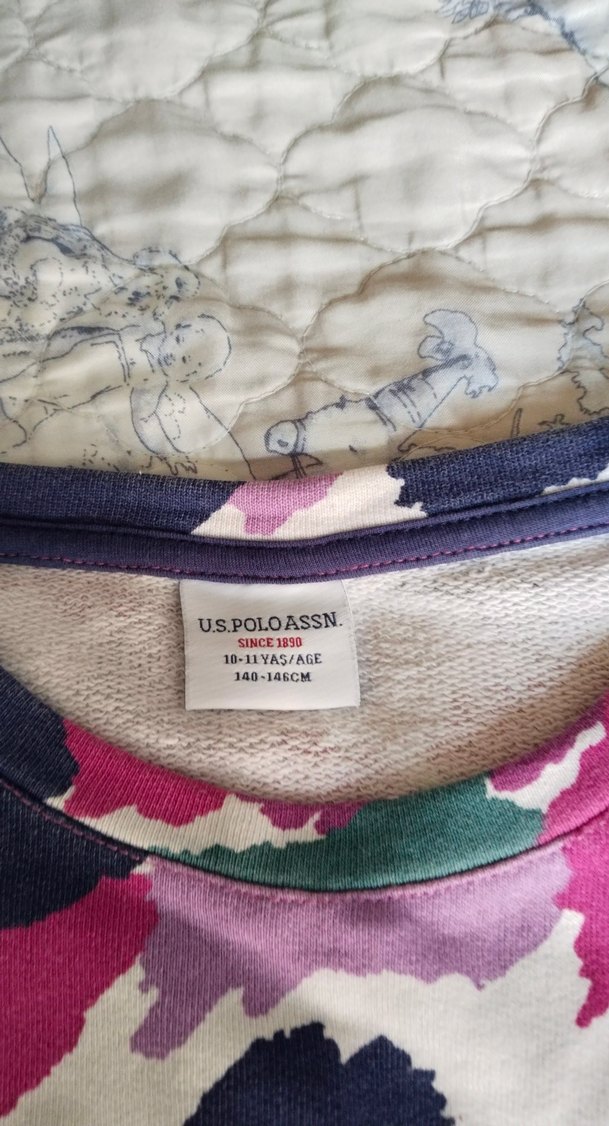 U.S. POLO ASSN.
SINCE 1890
10-11 YAŞ/AGE
140-146CM